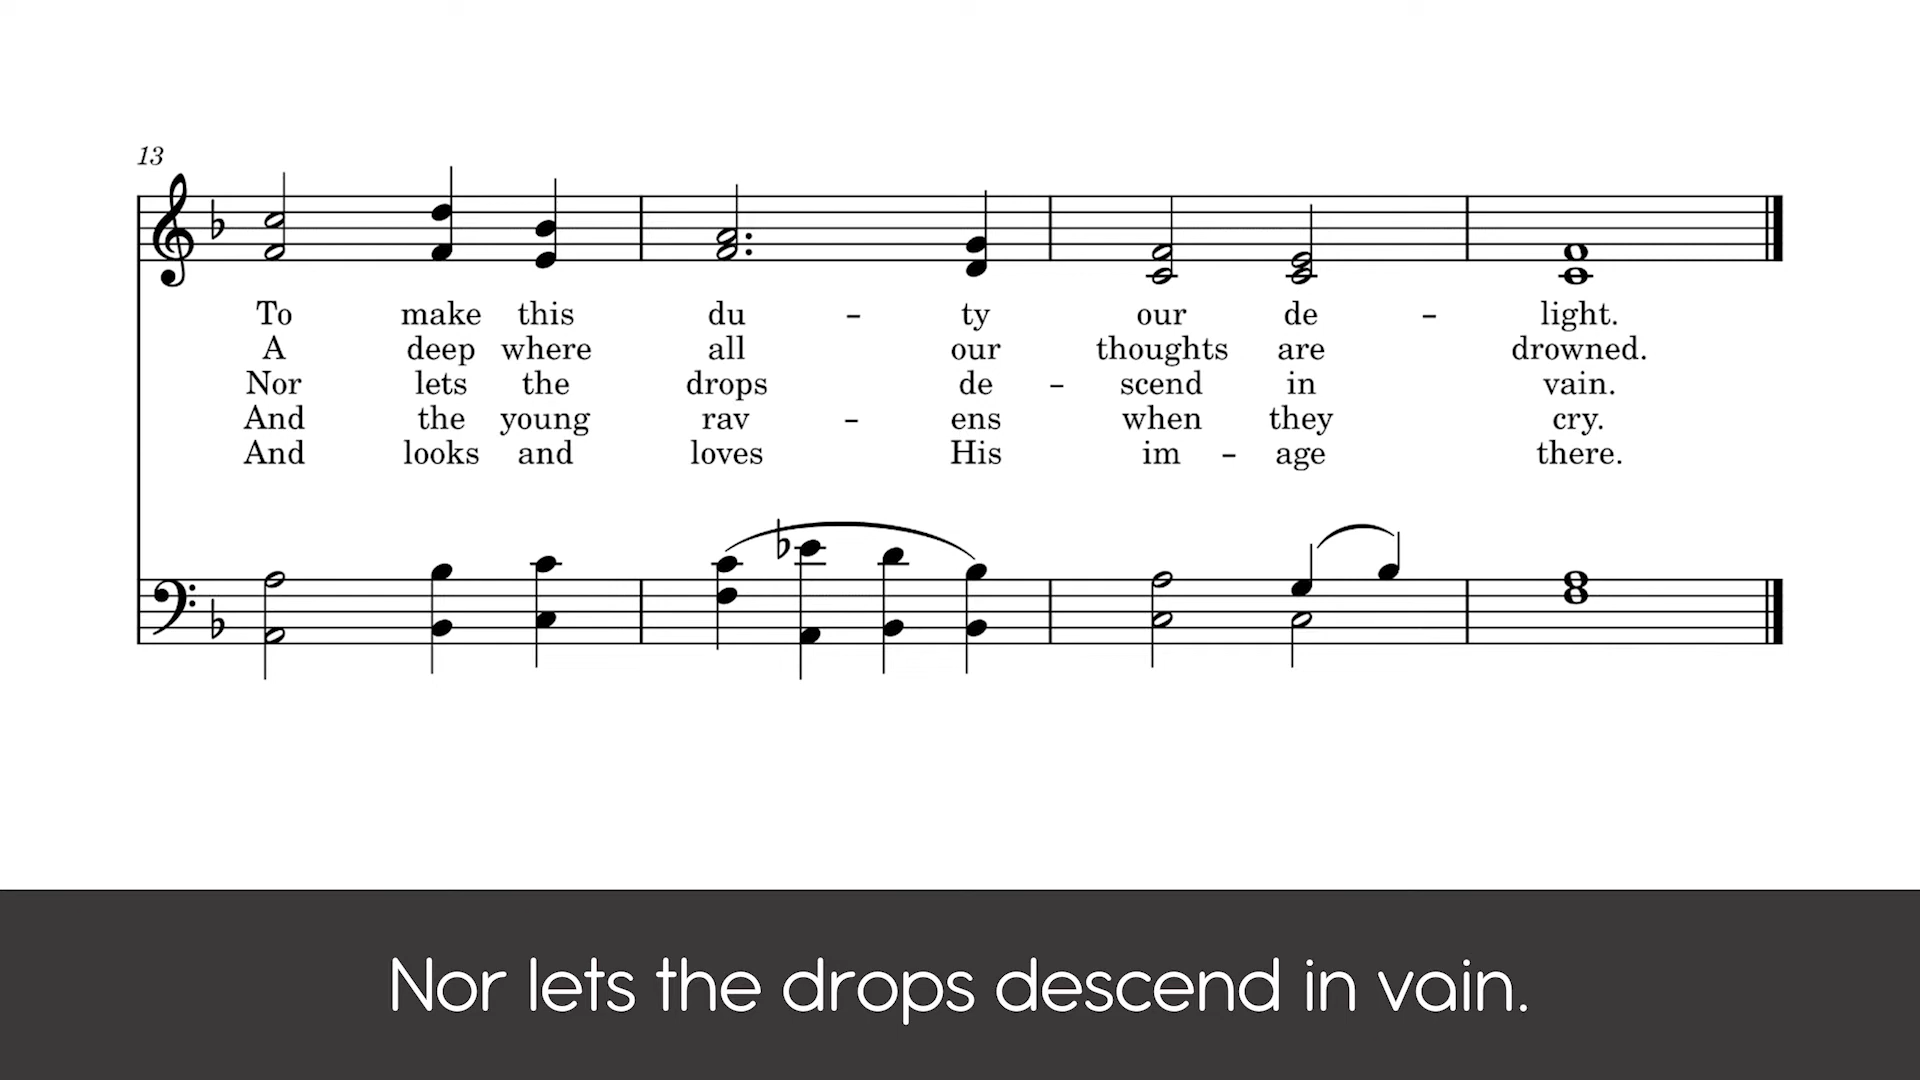 13
To make this du - ty our de - light.
A deep where all our thoughts are drowned.
Nor lets the drops de - scend in vain.
And the young rav - ens when they cry.
And looks and loves His im - age there.
Nor lets the drops descend in vain.